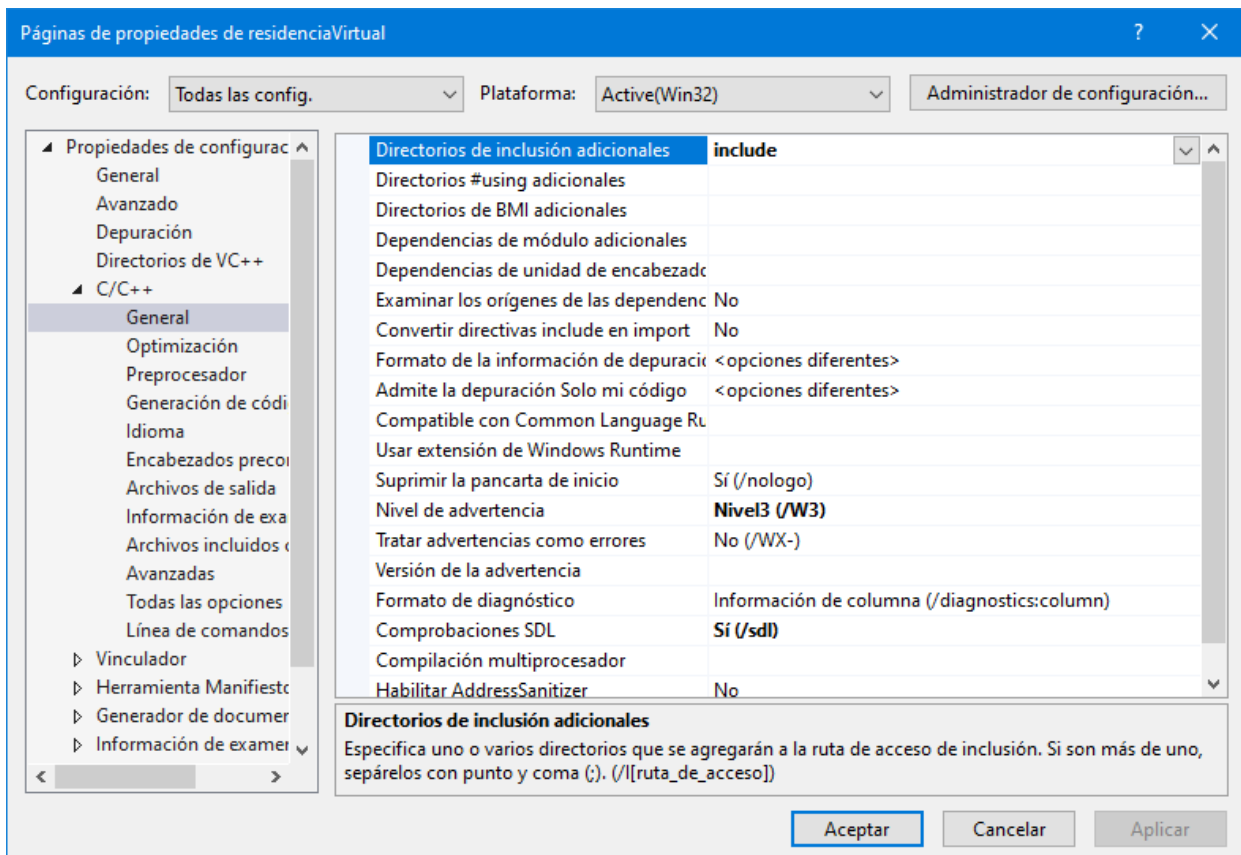 Páginas de propiedades de residenciaVirtual
?
Configuración: Todas las config. Plataforma: Active(Win32) Administrador de configuración...
Propiedades de configurac
General
Avanzado
Depuración
Directorios de VC++
C/C++
General
Optimización
Preprocesador
Generación de códi
Idioma
Encabezados precor
Archivos de salida
Información de exa
Archivos incluidos
Avanzadas
Todas las opciones
Línea de comandos
Vinculador
Herramienta Manifiesto
Generador de documer
Información de examer
Directorios de inclusión adicionales include
Directorios #using adicionales
Directorios de BMI adicionales
Dependencias de módulo adicionales
Dependencias de unidad de encabezado
Examinar los orígenes de las dependenc No
Convertir directivas include en import No
Formato de la información de depuració <opciones diferentes>
Admite la depuración Solo mi código <opciones diferentes>
Compatible con Common Language Ru
Usar extensión de Windows Runtime
Suprimir la pancarta de inicio Sí (/nologo)
Nivel de advertencia Nivel3 (/W3)
Tratar advertencias como errores No (/WX-)
Versión de la advertencia
Formato de diagnóstico Información de columna (/diagnostics:column)
Comprobaciones SDL Sí (/sdl)
Compilación multiprocesador
Habilitar AddressSanitizer No
Directorios de inclusión adicionales
Especifica uno o varios directorios que se agregarán a la ruta de acceso de inclusión. Si son más de uno,
sepárelos con punto y coma (;). (/I[ruta_de_acceso])
Aceptar Cancelar Aplicar